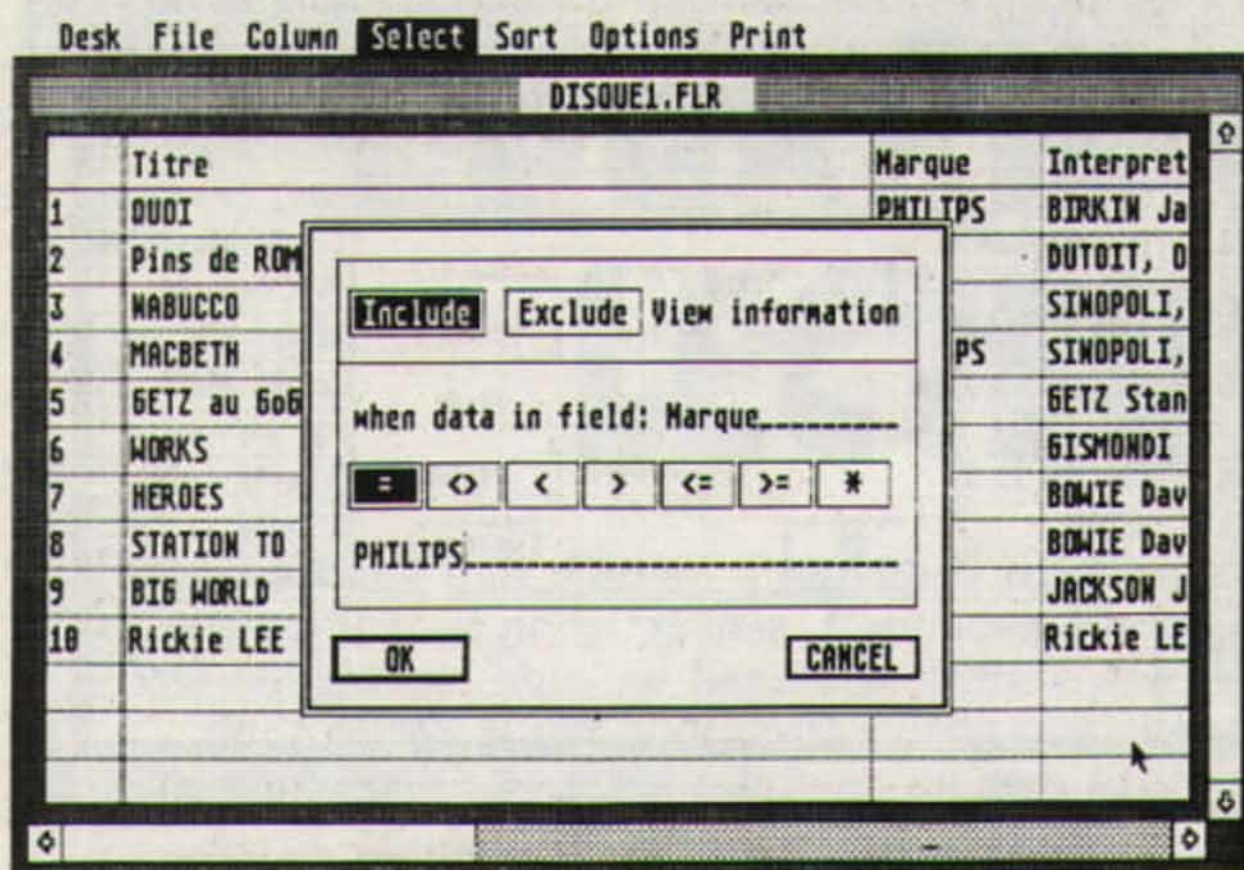 Desk File Column Select Sort Options Print
DISQUE1.FLR
Titre Marque Interpret
1 QUOI PHILIPS BIRKIN Ja
2 Pins de ROM DUTOIT, O
3 NABUCCO SINOPOLI,
4 MACBETH PS SINOPOLI,
5 GETZ au GoG GETZ Stan
6 WORKS GISMONDI
7 HEROES BOWIE Dav
8 STATION TO BOWIE Dav
9 BIG WORLD JACKSON J
10 Rickie LEE Rickie LE
Include Exclude View information
when data in field: Marque
= <> < > <= >= *
PHILIPS
OK CANCEL